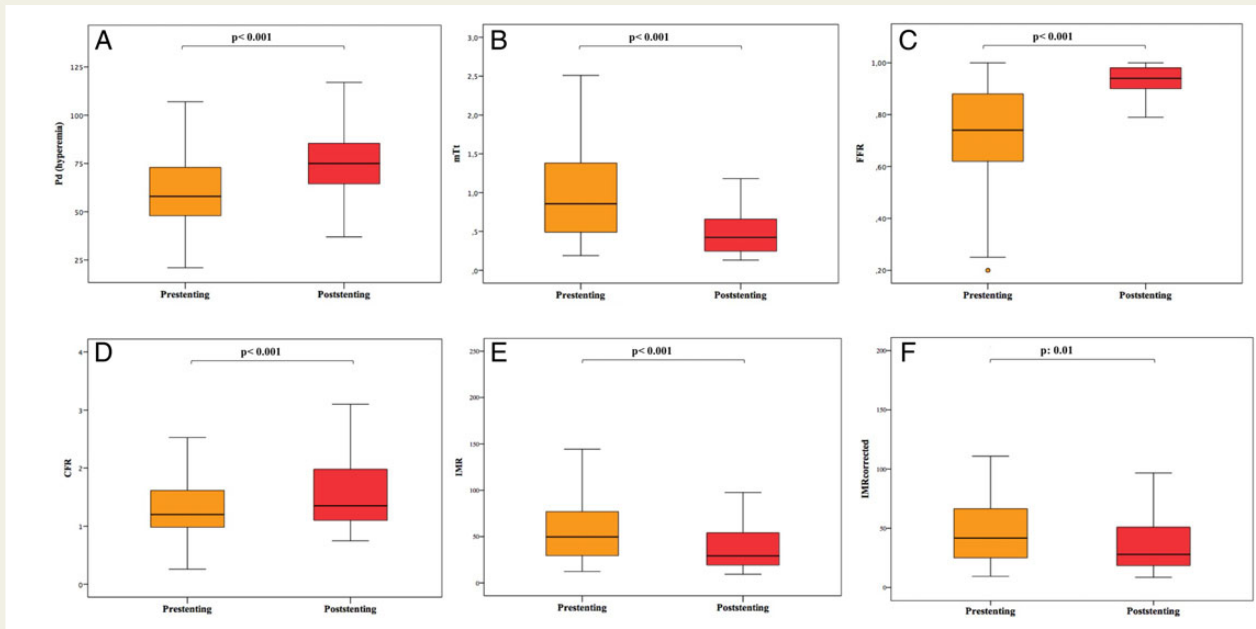 A
p< 0.001
125
100
75
50
25
Pd (hyperemia)
Prestenting
Poststenting
B
p< 0.001
3,0
2,5
2,0
1,5
1,0
,5
,0
mTt
Prestenting
Poststenting
C
p< 0.001
1,00
,80
,60
,40
,20
FFR
Prestenting
Poststenting
D
p< 0.001
4
3
2
1
0
CFR
Prestenting
Poststenting
E
p< 0.001
250
200
150
100
50
0
IMR
Prestenting
Poststenting
F
p: 0.01
200
150
100
50
0
IMRcorrected
Prestenting
Poststenting